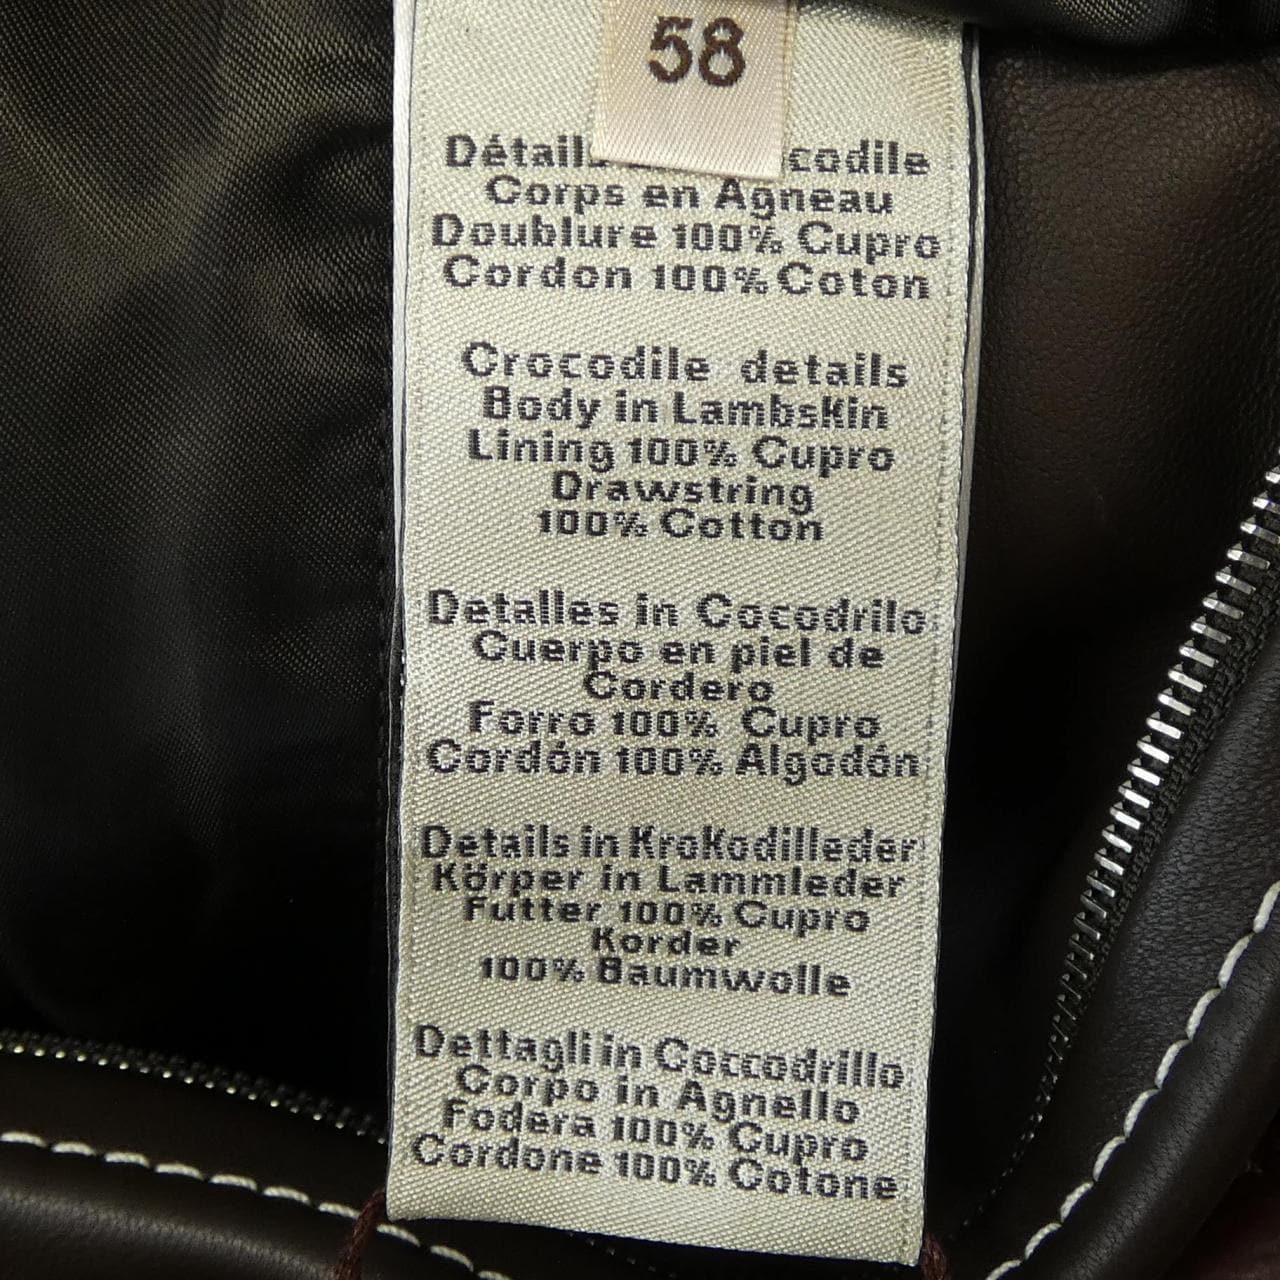 58
Détails codile
Corps en Agneau
Doublure 100% Cupro
Cordon 100% Coton
Crocodile details
Body in Lambskin
Lining 100% Cupro
Drawstring
100% Cotton
Detalles in Cocodrilo
Cuerpo en piel de
Cordero
Forro 100% Cupro
Cordón 100% Algodón
Details in Krokodilleder
Körper in Lammleder
Futter 100% Cupro
Korder
100% Baumwolle
Dettagli in Coccodrillo
Corpo in Agnello
Fodera 100% Cupro
Cordone 100% Cotone